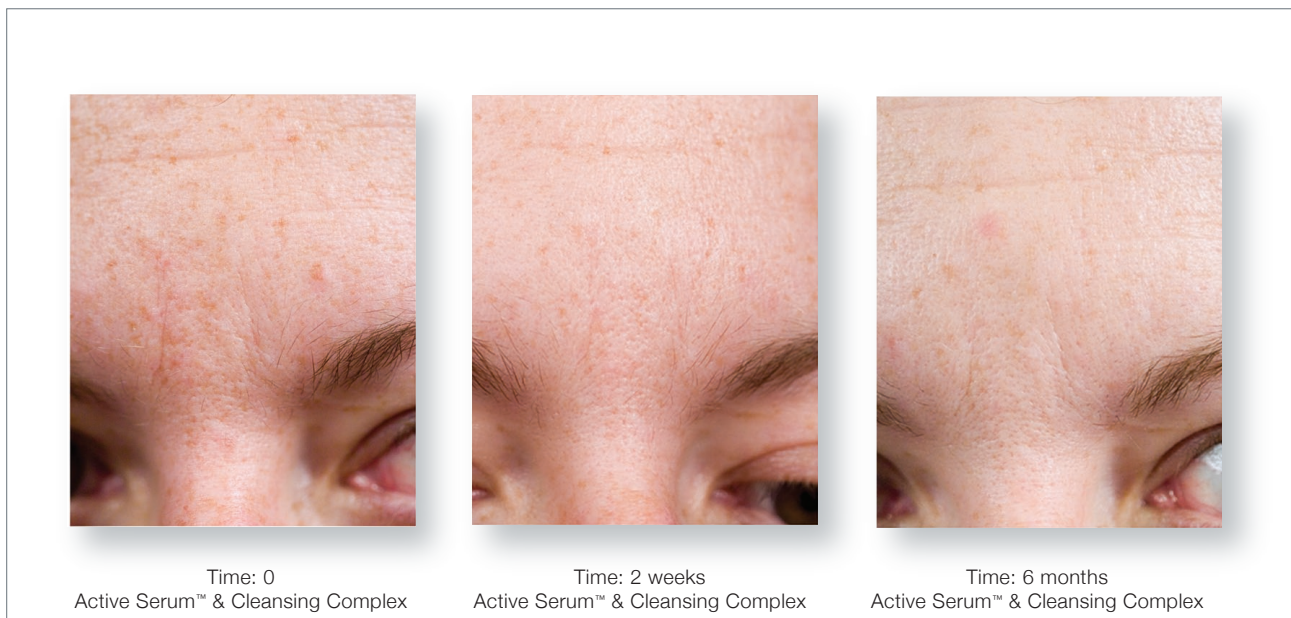 Time: 0
Active Serum™ & Cleansing Complex
Time: 2 weeks
Active Serum™ & Cleansing Complex
Time: 6 months
Active Serum™ & Cleansing Complex